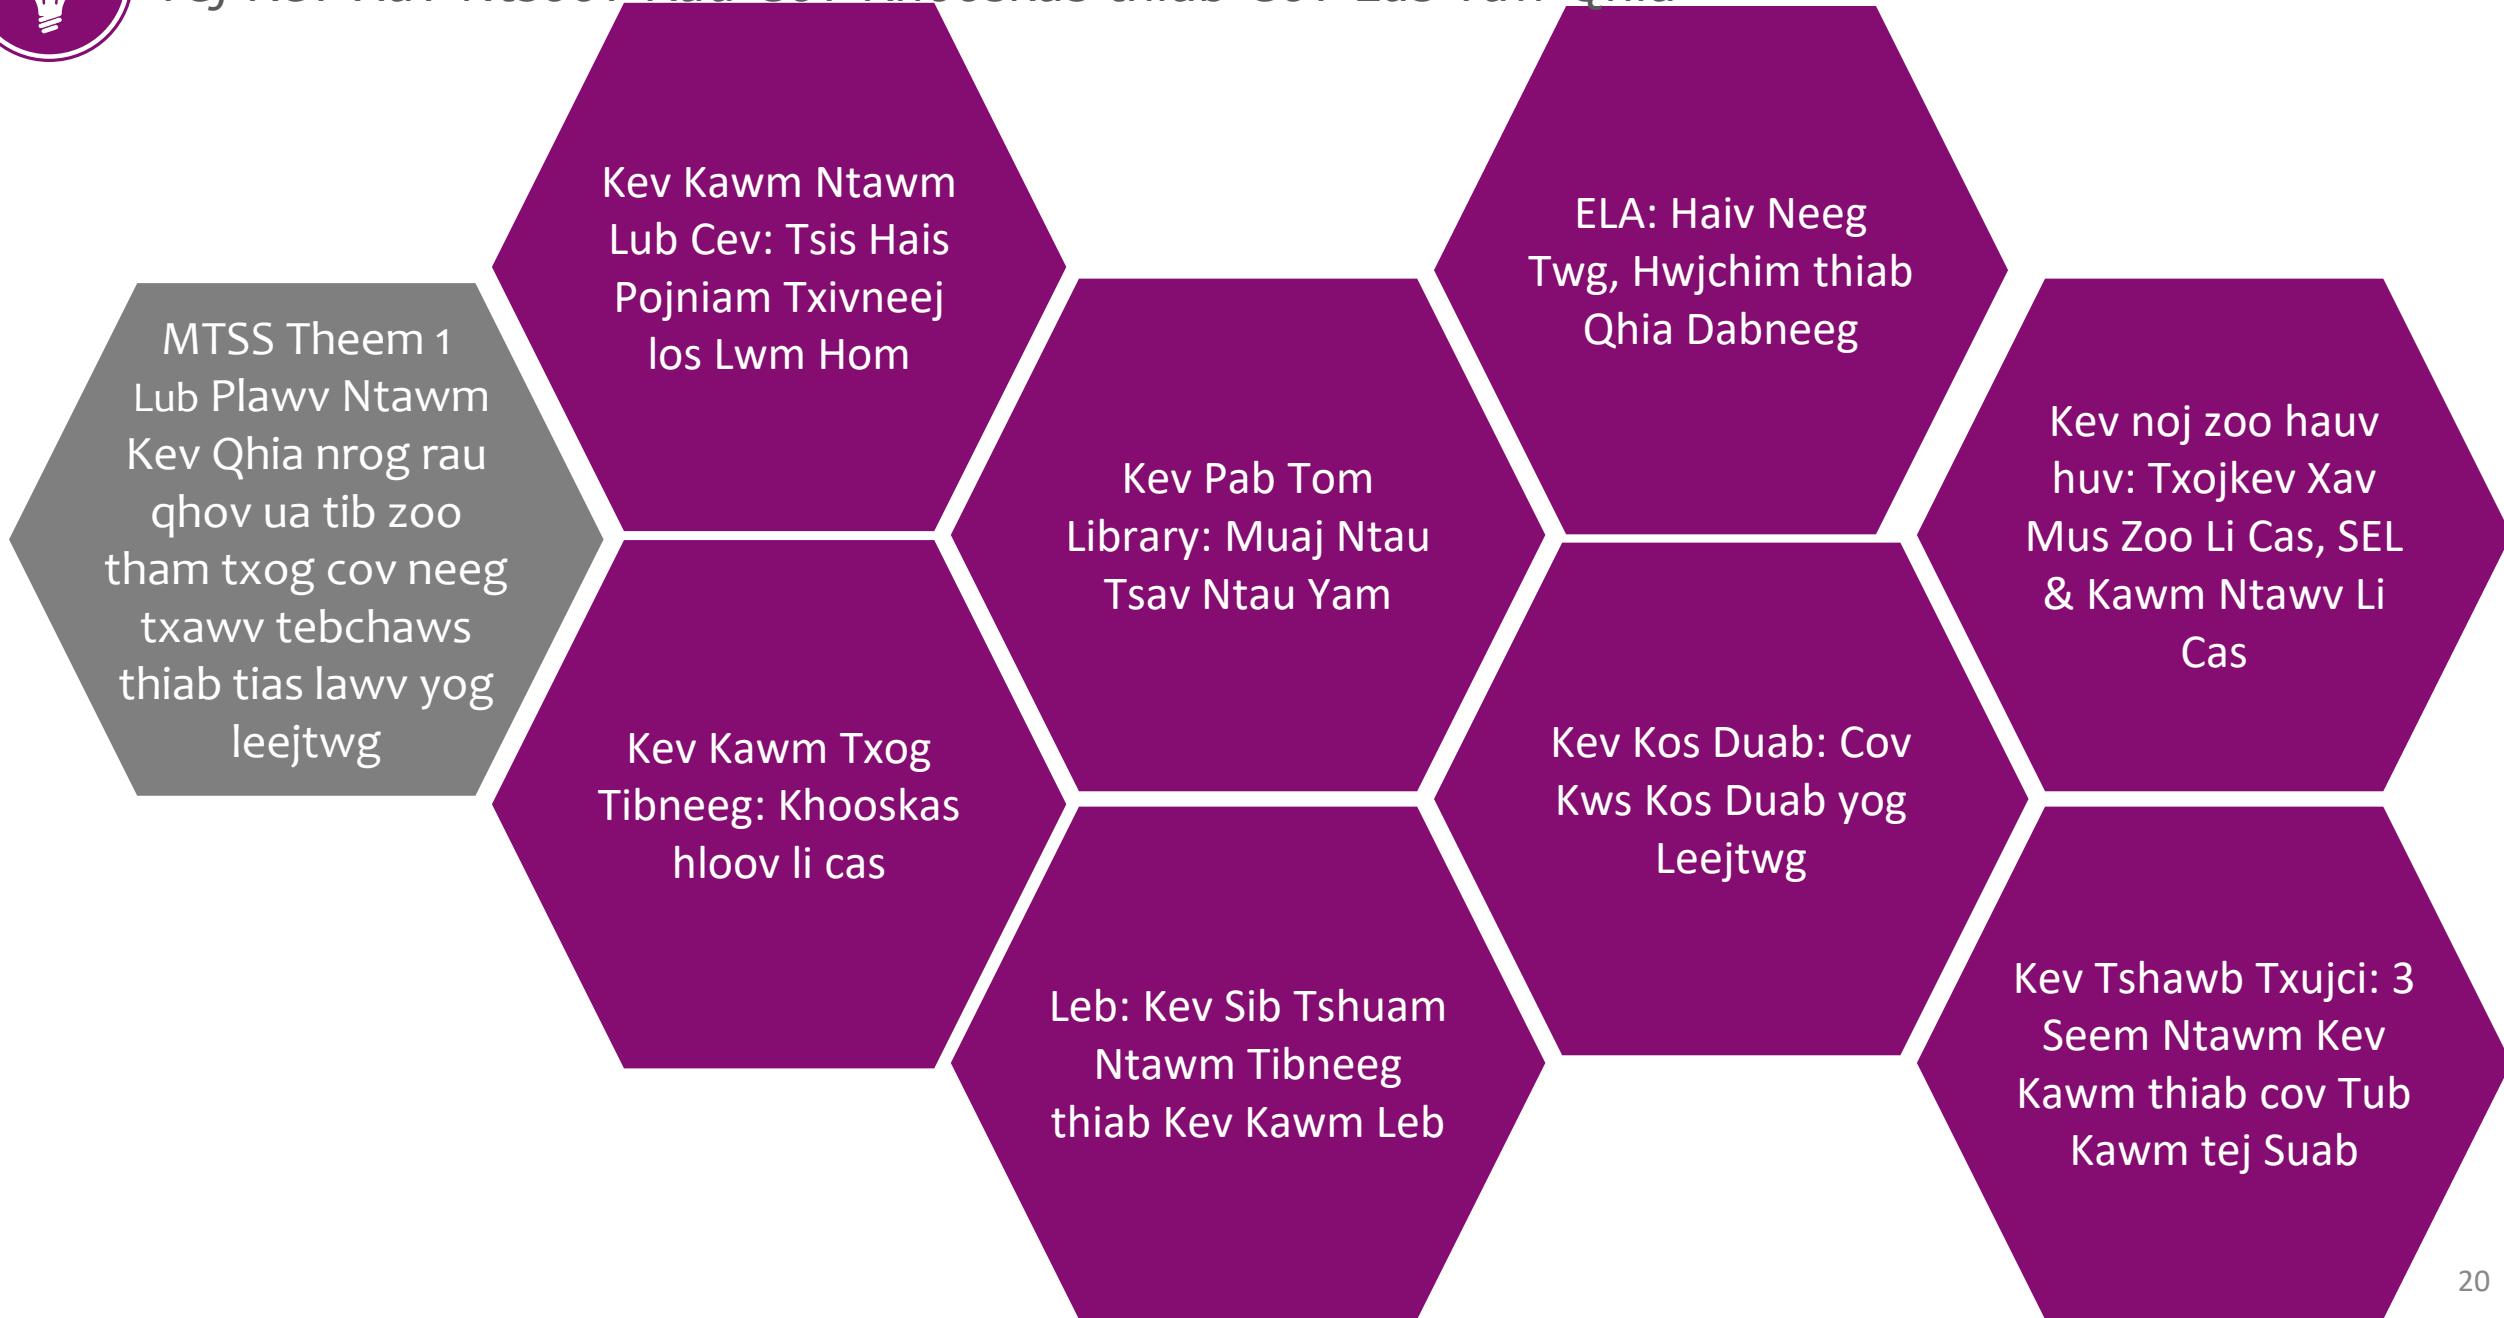 MTSS Theem 1
Lub Plawv Ntawm
Kev Qhia nrog rau
qhov ua tib zoo
tham txog cov neeg
txawv tebchaws
thiab tias lawv yog
leejtwg
Kev Kawm Ntawm
Lub Cev: Tsis Hais
Pojniam Txivneej
los Lwm Hom
Kev Kawm Txog
Tibneeg: Khooskas
hloov li cas
Kev Pab Tom
Library: Muaj Ntau
Tsav Ntau Yam
Leb: Kev Sib Tshuam
Ntawm Tibneeg
thiab Kev Kawm Leb
ELA: Haiv Neeg
Twg, Hwjchim thiab
Qhia Dabneeg
Kev Kos Duab: Cov
Kws Kos Duab yog
Leejtwg
Kev noj zoo hauv
huv: Txojkev Xav
Mus Zoo Li Cas, SEL
& Kawm Ntawv Li
Cas
Kev Tshawb Txujci: 3
Seem Ntawm Kev
Kawm thiab cov Tub
Kawm tej Suab
20